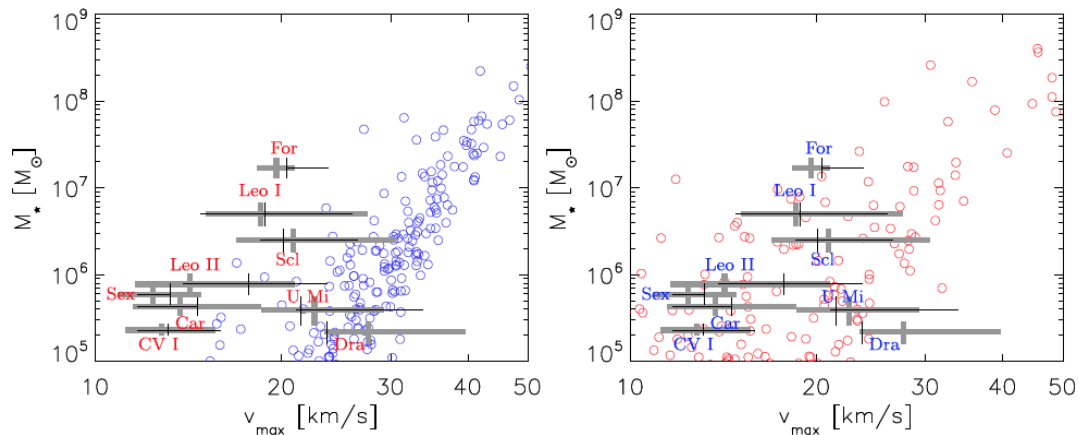 10⁹
10⁸
10⁷
10⁶
10⁵
M⋆ [M⊙]
For
Leo I
Scl
Leo II
Sex
U Mi
Car
CV I
Dra
10 20 30 40 50
v_max [km/s]
10⁹
10⁸
10⁷
10⁶
10⁵
M⋆ [M⊙]
For
Leo I
Scl
Leo II
Sex
U Mi
Car
CV I
Dra
10 20 30 40 50
v_max [km/s]